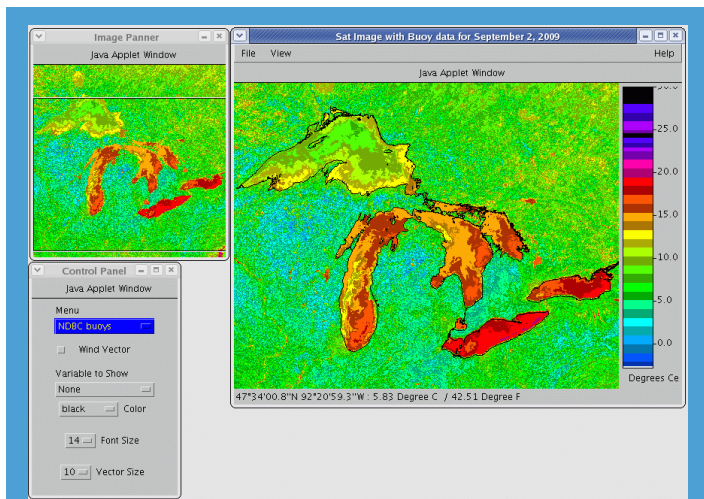 Image Panner
Java Applet Window
Sat Image with Buoy data for September 2, 2009
File View Help
Java Applet Window
25.0
20.0
15.0
10.0
5.0
0.0
Degrees Ce
47°34'00.8"N 92°20'59.3"W : 5.83 Degree C / 42.51 Degree F
Control Panel
Java Applet Window
Menu
NDBC buoys
Wind Vector
Variable to Show
None
black Color
14 Font Size
10 Vector Size